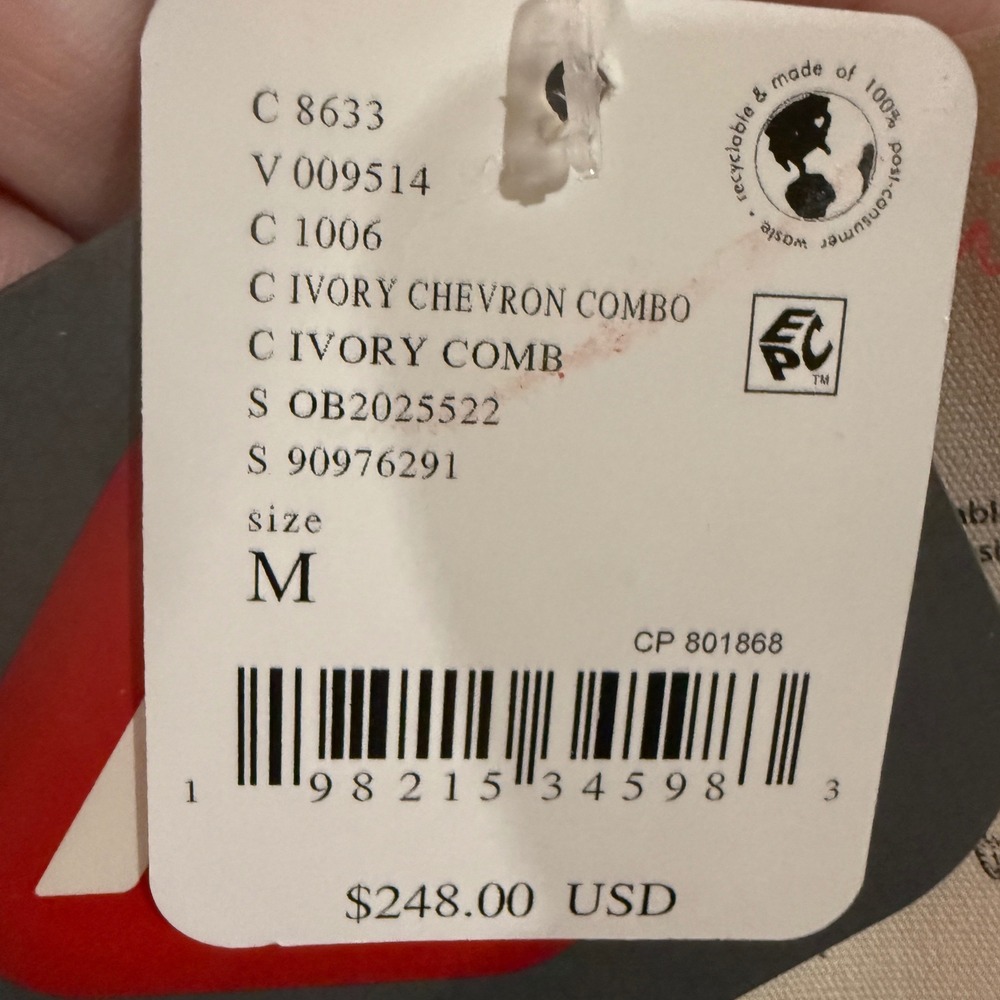 C 8633
V 009514
C 1006
C IVORY CHEVRON COMBO
C IVORY COMB
S OB2025522
S 90976291
size
M
recyclable & made of 100% post-consumer waste •
EPC
TM
CP 801868
1 98215 34598 3
$248.00 USD